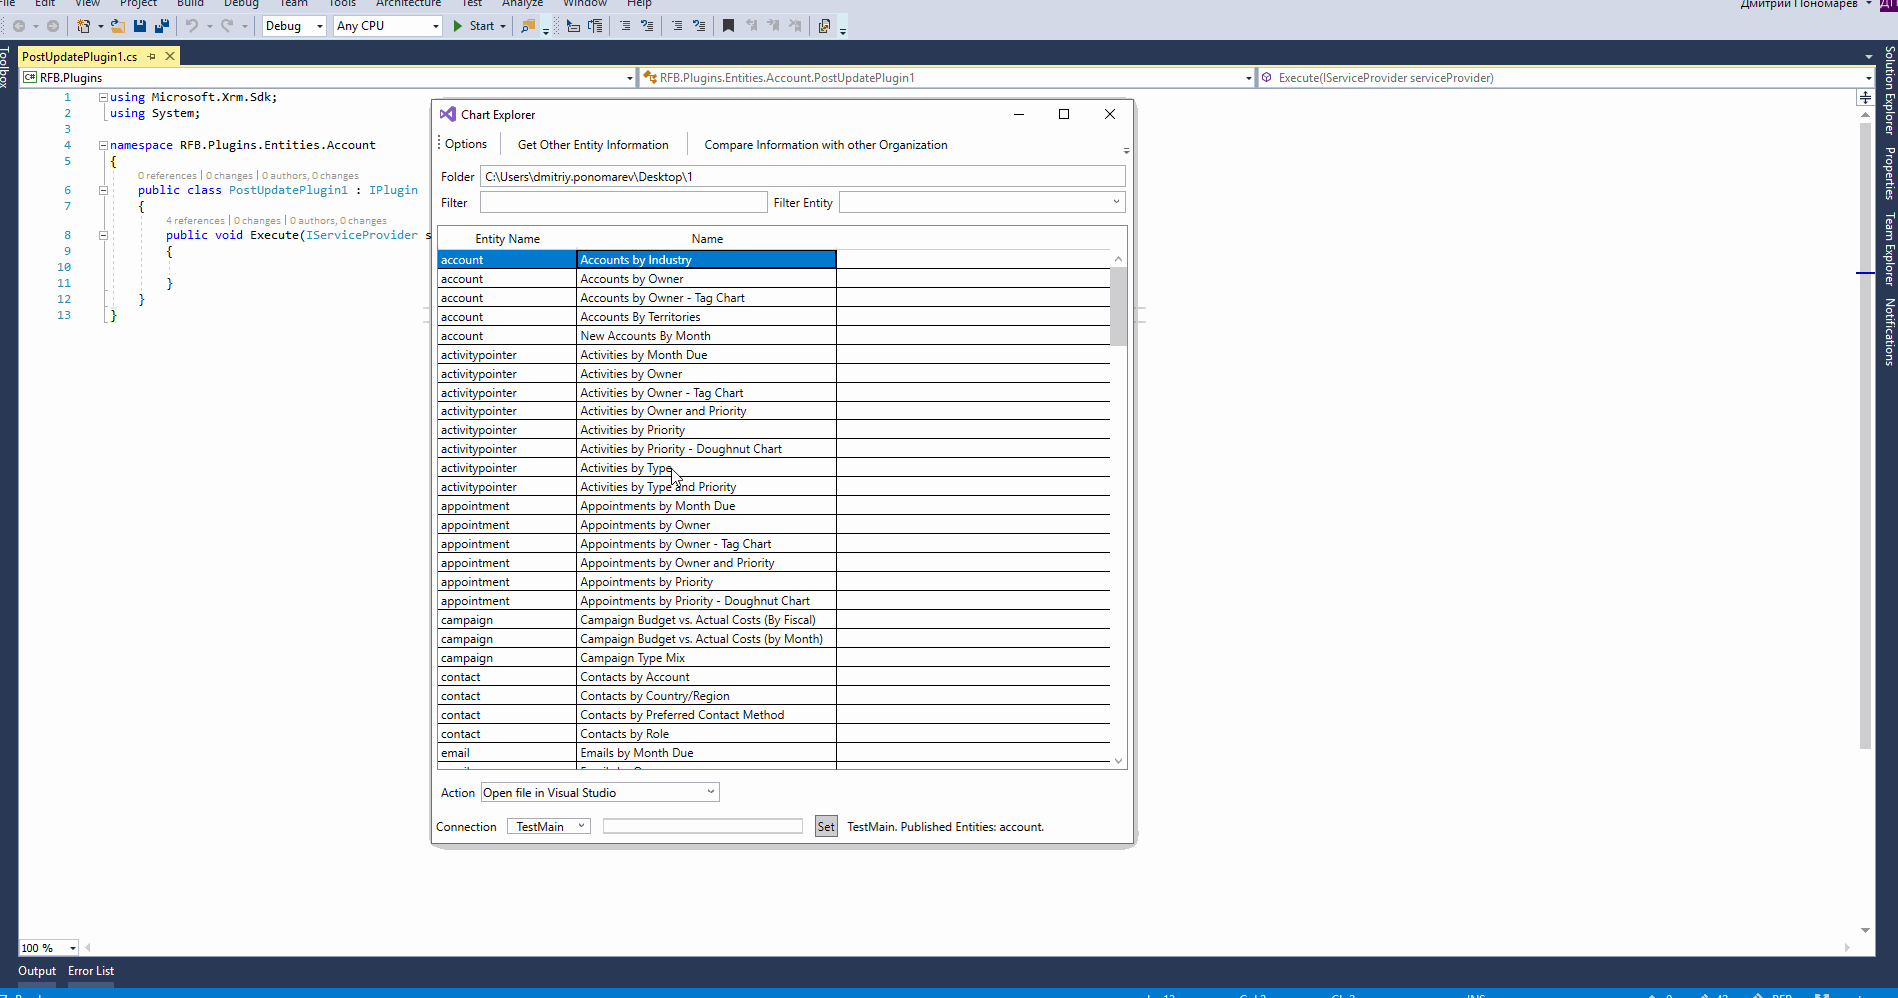 File Edit View Project Build Debug Team Tools Architecture Test Analyze Window Help
Дмитрий Пономарев ДП
Debug Any CPU Start
PostUpdatePlugin1.cs
RFB.Plugins RFB.Plugins.Entities.Account.PostUpdatePlugin1 Execute(IServiceProvider serviceProvider)
Toolbox
1 using Microsoft.Xrm.Sdk;
2 using System;
3
4 namespace RFB.Plugins.Entities.Account
5 {
0 references | 0 changes | 0 authors, 0 changes
6 public class PostUpdatePlugin1 : IPlugin
7 {
4 references | 0 changes | 0 authors, 0 changes
8 public void Execute(IServiceProvider s
9 {
10
11 }
12 }
13 }
Chart Explorer
Options Get Other Entity Information Compare Information with other Organization
Folder C:\Users\dmitriy.ponomarev\Desktop\1
Filter Filter Entity
Entity Name Name
account Accounts by Industry
account Accounts by Owner
account Accounts by Owner - Tag Chart
account Accounts By Territories
account New Accounts By Month
activitypointer Activities by Month Due
activitypointer Activities by Owner
activitypointer Activities by Owner - Tag Chart
activitypointer Activities by Owner and Priority
activitypointer Activities by Priority
activitypointer Activities by Priority - Doughnut Chart
activitypointer Activities by Type
activitypointer Activities by Type and Priority
appointment Appointments by Month Due
appointment Appointments by Owner
appointment Appointments by Owner - Tag Chart
appointment Appointments by Owner and Priority
appointment Appointments by Priority
appointment Appointments by Priority - Doughnut Chart
campaign Campaign Budget vs. Actual Costs (By Fiscal)
campaign Campaign Budget vs. Actual Costs (by Month)
campaign Campaign Type Mix
contact Contacts by Account
contact Contacts by Country/Region
contact Contacts by Preferred Contact Method
contact Contacts by Role
email Emails by Month Due
Action Open file in Visual Studio
Connection TestMain Set TestMain. Published Entities: account.
Solution Explorer
Properties
Team Explorer
Notifications
100 %
Output Error List